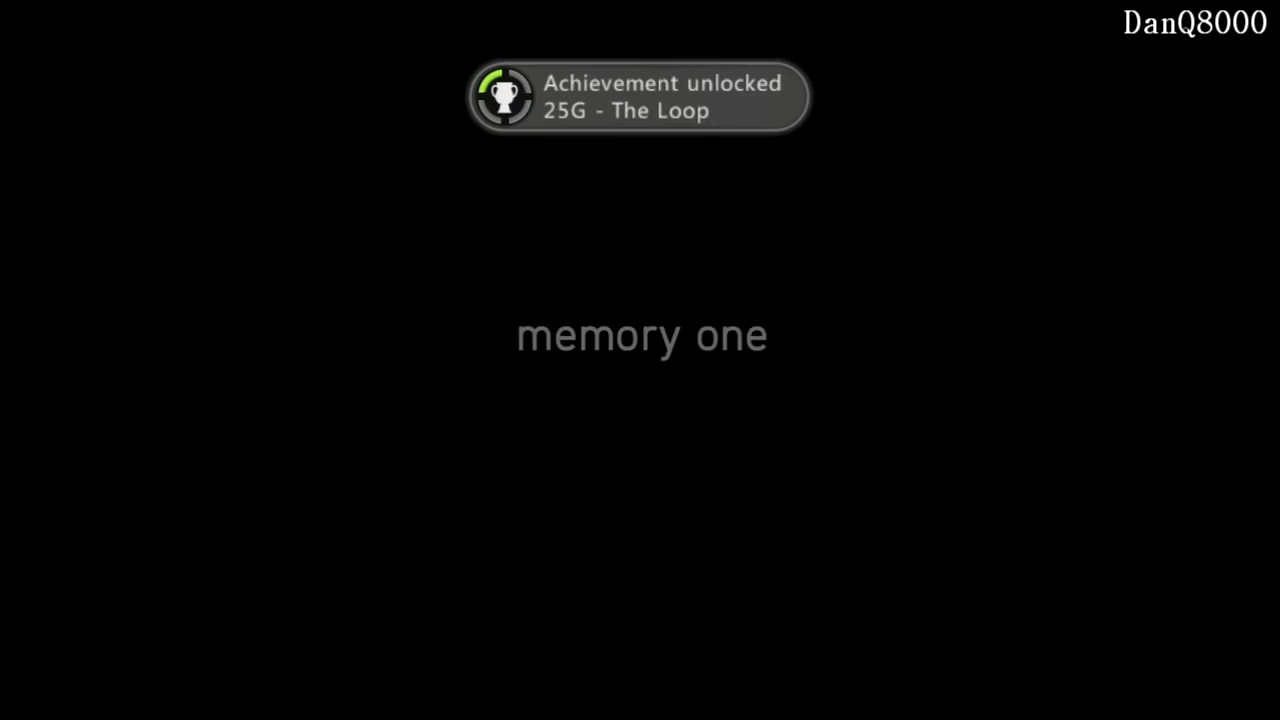 DanQ8000
Achievement unlocked
25G - The Loop
memory one